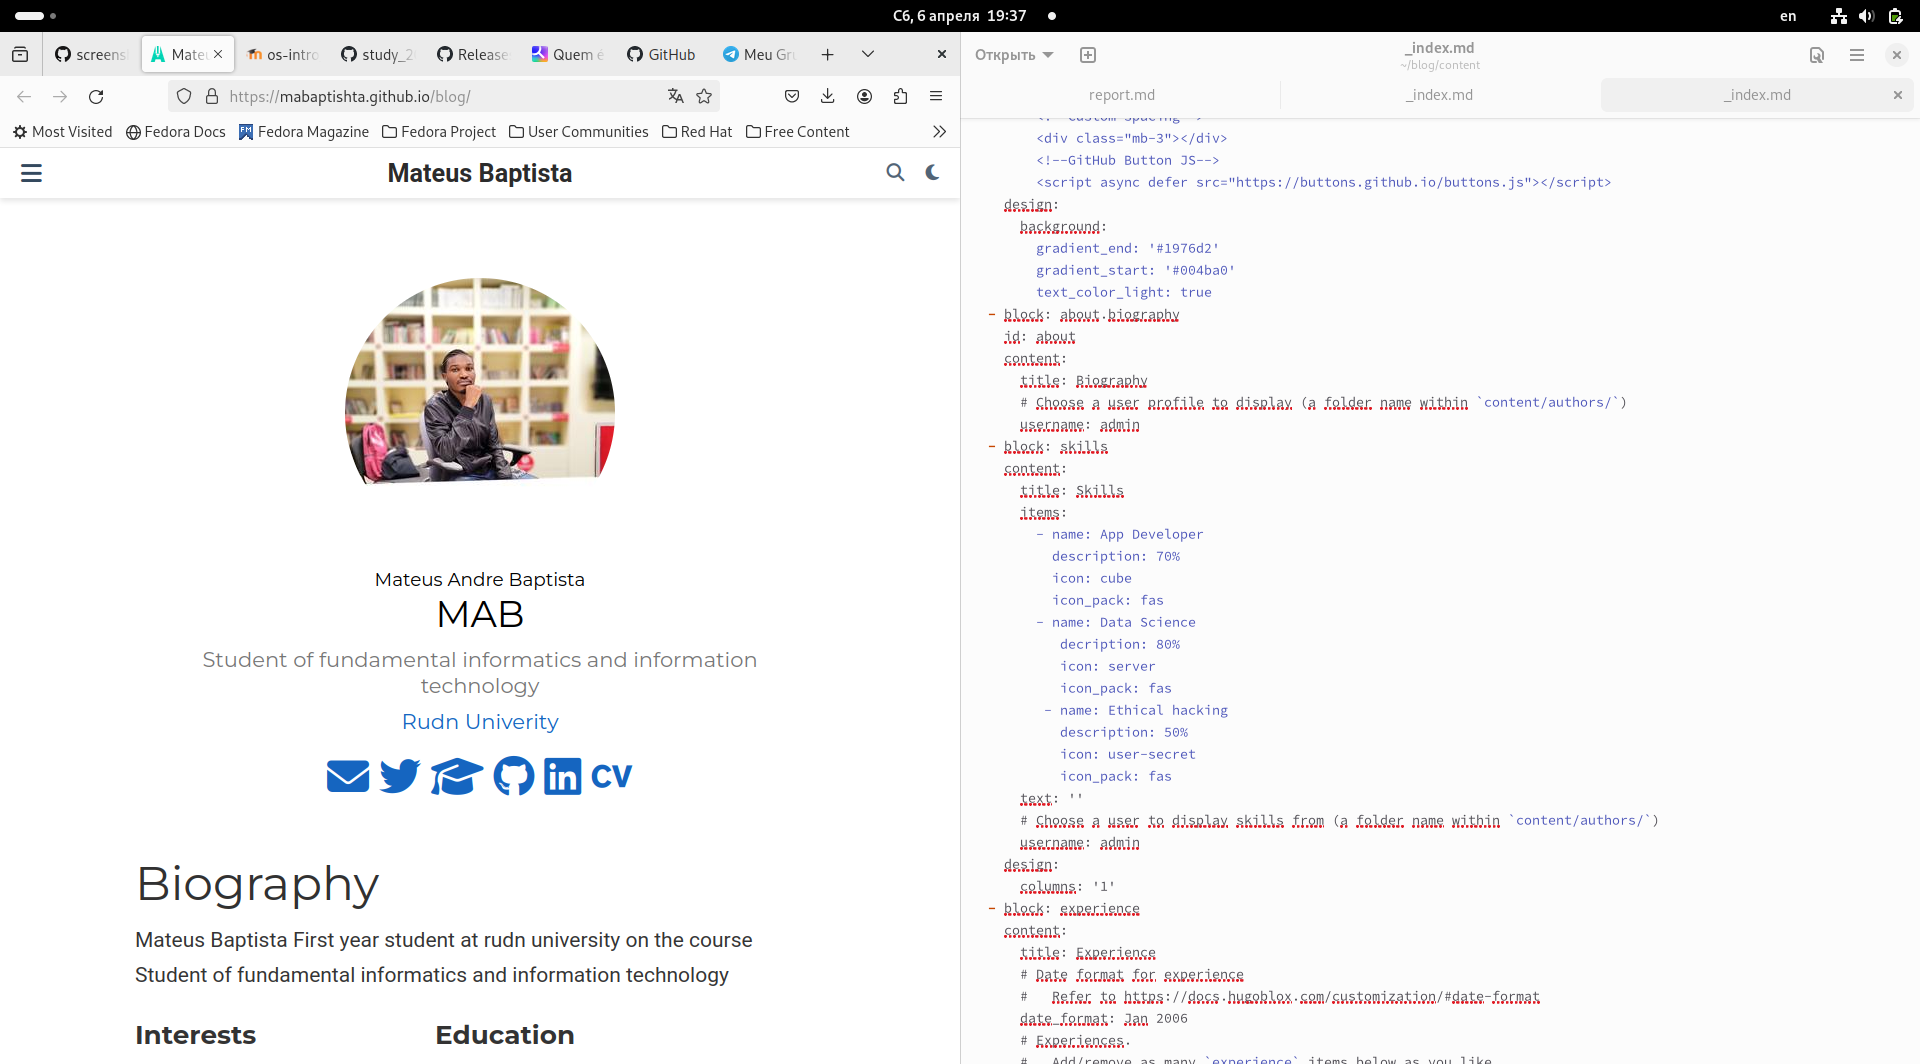 Сб, 6 апреля 19:37
en
screens
Mateu
os-intro
study_2
Release
Quem é
GitHub
Meu Gru
https://mabaptishta.github.io/blog/
Most Visited
Fedora Docs
Fedora Magazine
Fedora Project
User Communities
Red Hat
Free Content
Mateus Baptista
Mateus Andre Baptista
MAB
Student of fundamental informatics and information
technology
Rudn Univerity
CV
Biography
Mateus Baptista First year student at rudn university on the course
Student of fundamental informatics and information technology
Interests
Education
Открыть
_index.md
~/blog/content
report.md
_index.md
_index.md
<!--Custom spacing-->
<div class="mb-3"></div>
<!--GitHub Button JS-->
<script async defer src="https://buttons.github.io/buttons.js"></script>
design:
background:
gradient_end: '#1976d2'
gradient_start: '#004ba0'
text_color_light: true
- block: about.biography
id: about
content:
title: Biography
# Choose a user profile to display (a folder name within `content/authors/`)
username: admin
- block: skills
content:
title: Skills
items:
- name: App Developer
description: 70%
icon: cube
icon_pack: fas
- name: Data Science
decription: 80%
icon: server
icon_pack: fas
- name: Ethical hacking
description: 50%
icon: user-secret
icon_pack: fas
text: ''
# Choose a user to display skills from (a folder name within `content/authors/`)
username: admin
design:
columns: '1'
- block: experience
content:
title: Experience
# Date format for experience
#   Refer to https://docs.hugoblox.com/customization/#date-format
date_format: Jan 2006
# Experiences.
#   Add/remove as many `experience` items below as you like.